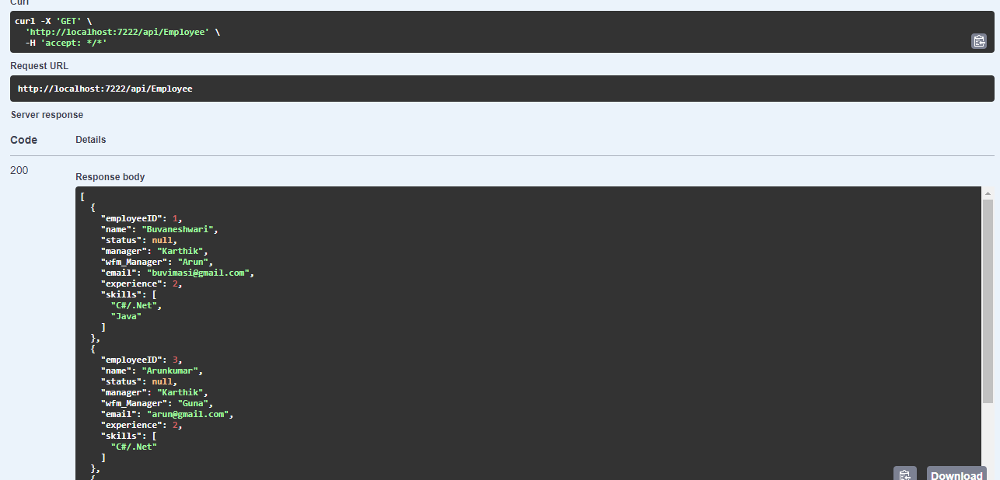 Curl
curl -X 'GET' \
  'http://localhost:7222/api/Employee' \
  -H 'accept: */*'
Request URL
http://localhost:7222/api/Employee
Server response
Code Details
200
Response body
[
  {
    "employeeID": 1,
    "name": "Buvaneshwari",
    "status": null,
    "manager": "Karthik",
    "wfm_Manager": "Arun",
    "email": "buvimasi@gmail.com",
    "experience": 2,
    "skills": [
      "C#/.Net",
      "Java"
    ]
  },
  {
    "employeeID": 3,
    "name": "Arunkumar",
    "status": null,
    "manager": "Karthik",
    "wfm_Manager": "Guna",
    "email": "arun@gmail.com",
    "experience": 2,
    "skills": [
      "C#/.Net"
    ]
  },
  {
Download